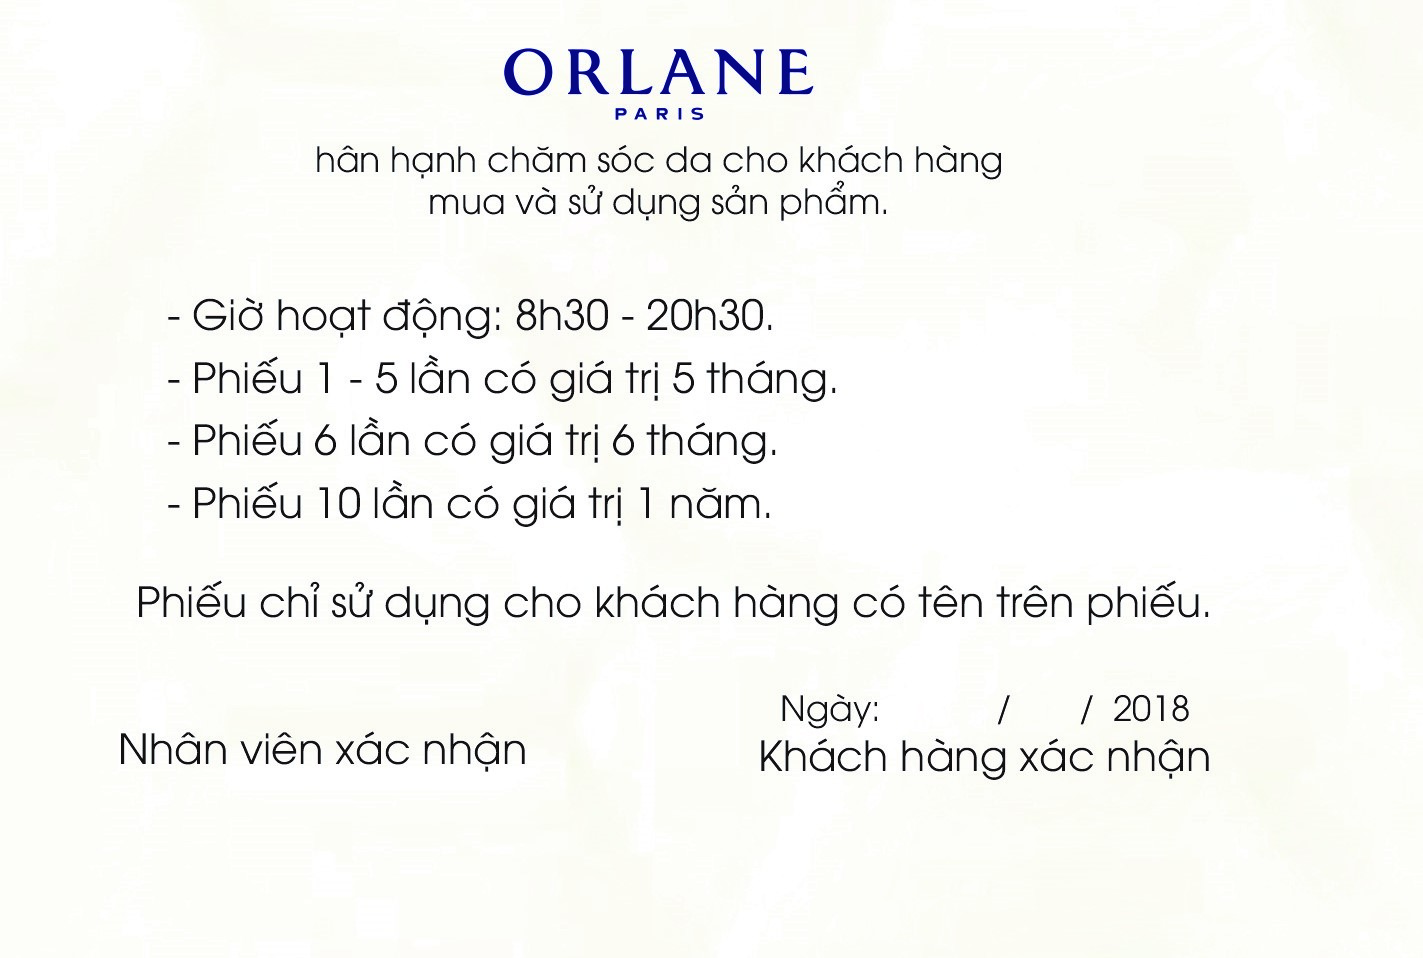 ORLANE
PARIS
hân hạnh chăm sóc da cho khách hàng
mua và sử dụng sản phẩm.
- Giờ hoạt động: 8h30 - 20h30.
- Phiếu 1 - 5 lần có giá trị 5 tháng.
- Phiếu 6 lần có giá trị 6 tháng.
- Phiếu 10 lần có giá trị 1 năm.
Phiếu chỉ sử dụng cho khách hàng có tên trên phiếu.
Ngày: / / 2018
Nhân viên xác nhận
Khách hàng xác nhận